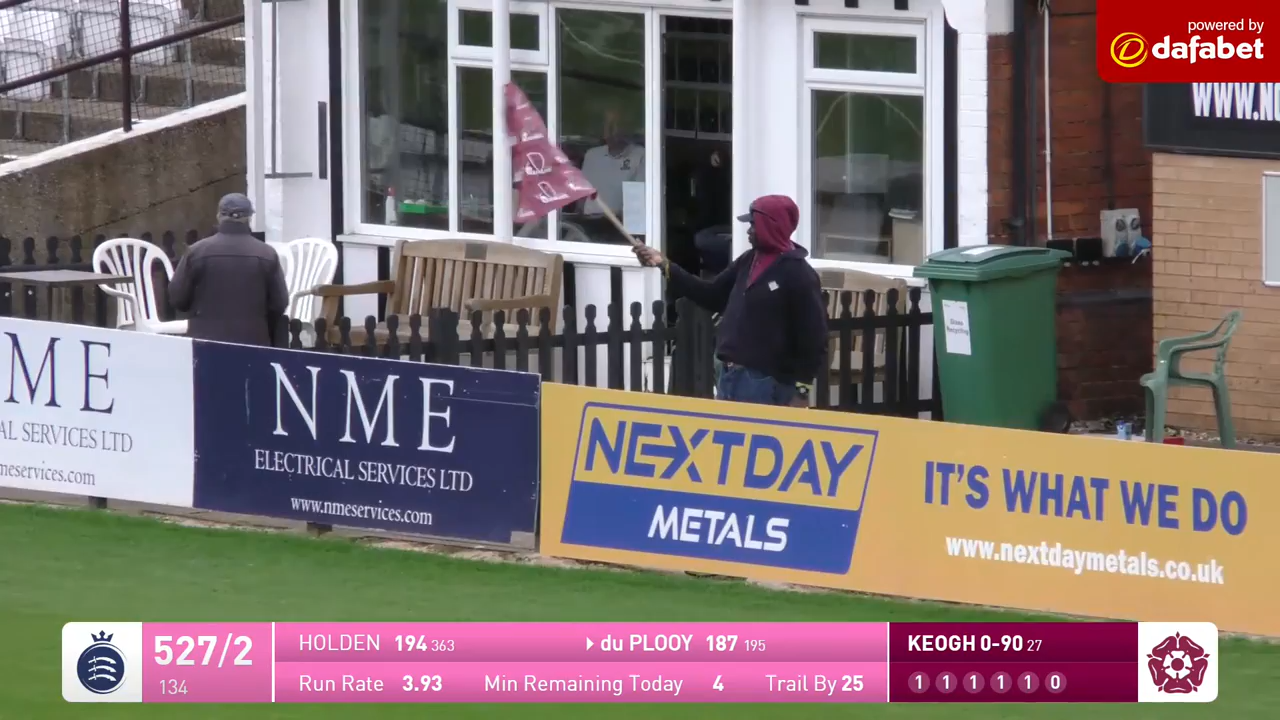 powered by
dafabet
WWW.N
Glass
Recycling
ME
AL SERVICES LTD
meservices.com
NME
ELECTRICAL SERVICES LTD
www.nmeservices.com
NEXTDAY
METALS
IT'S WHAT WE DO
www.nextdaymetals.co.uk
527/2
134
HOLDEN 194 363
du PLOOY 187 195
Run Rate 3.93 Min Remaining Today 4 Trail By 25
KEOGH 0-90 27
1 1 1 1 1 0